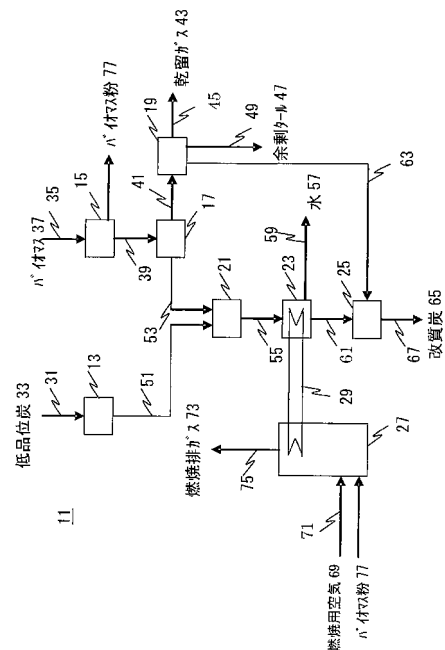 11
低品位炭 33
31
13
51
バイオマス 37
35
15
バイオマス粉 77
39
17
41
19
乾留ガス 43
45
49
余剰タール 47
53
21
55
23
水 57
59
63
25
61
67
改質炭 65
29
27
燃焼排ガス 73
75
71
燃焼用空気 69
バイオマス粉 77